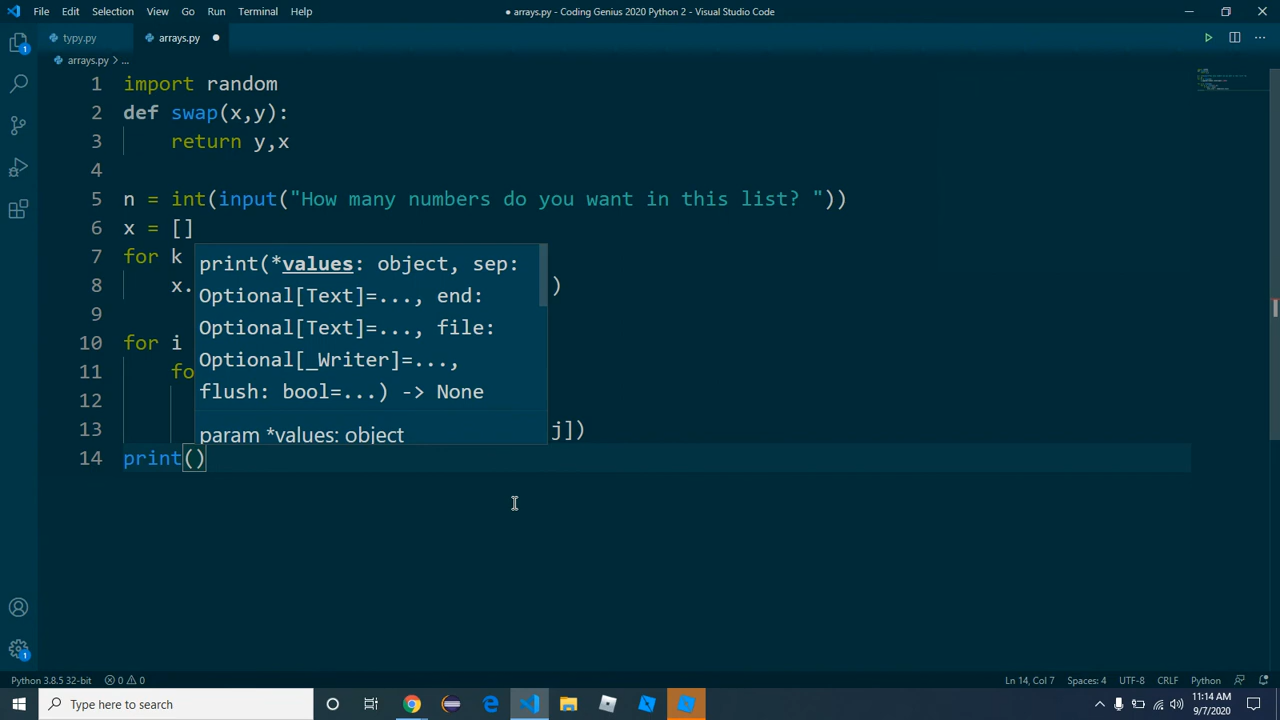 File Edit Selection View Go Run Terminal Help
● arrays.py - Coding Genius 2020 Python 2 - Visual Studio Code
typy.py
arrays.py
arrays.py > ...
1 import random
2 def swap(x,y):
3 return y,x
4
5 n = int(input("How many numbers do you want in this list? "))
6 x = []
7 for k
8 x. )
9
10 for i
11 fo
12
13 j])
14 print()
print(*values: object, sep:
Optional[Text]=..., end:
Optional[Text]=..., file:
Optional[_Writer]=...,
flush: bool=...) -> None
param *values: object
1
1
Python 3.8.5 32-bit 0 0
Ln 14, Col 7 Spaces: 4 UTF-8 CRLF Python
Type here to search
11:14 AM
9/7/2020